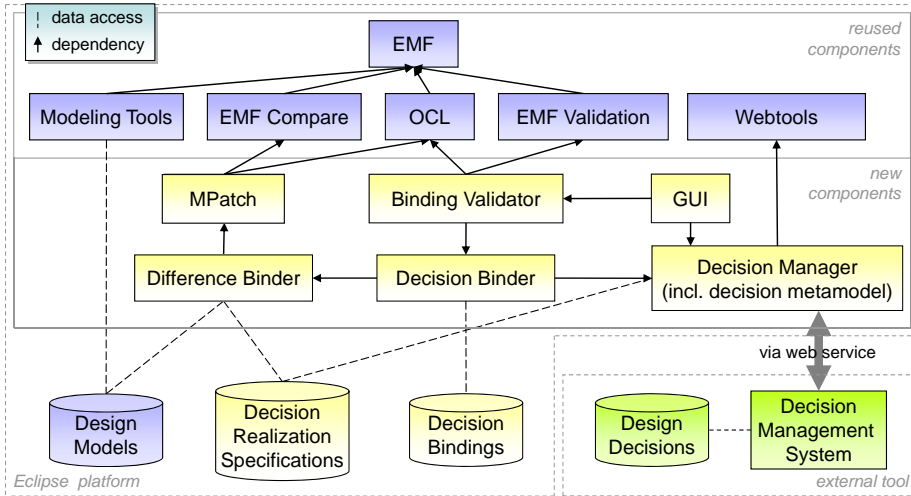 data access
dependency
EMF
reused
components
Modeling Tools
EMF Compare
OCL
EMF Validation
Webtools
new
components
MPatch
Binding Validator
GUI
Difference Binder
Decision Binder
Decision Manager
(incl. decision metamodel)
via web service
Design
Models
Decision
Realization
Specifications
Decision
Bindings
Design
Decisions
Decision
Management
System
Eclipse platform
external tool